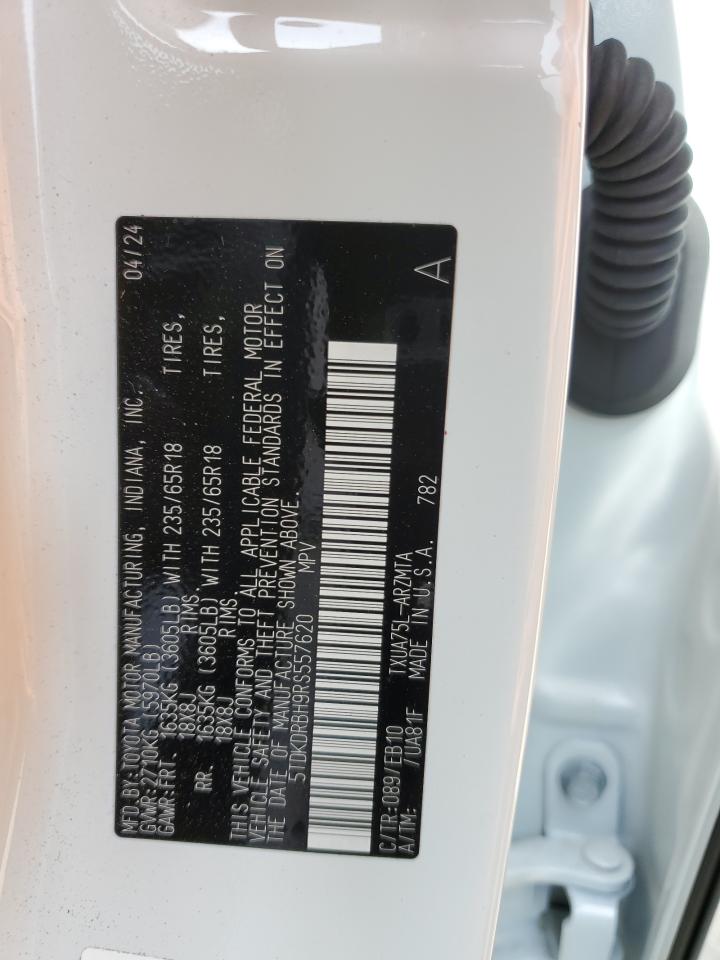 MFD.BY:TOYOTA MOTOR MANUFACTURING, INDIANA, INC. 04/24
GVWR:2710KG (5970LB)
GAWR:FRT 1635KG (3605LB) WITH 235/65R18 TIRES,
18X8J RIMS.
RR 1635KG (3605LB) WITH 235/65R18 TIRES,
18X8J RIMS.
THIS VEHICLE CONFORMS TO ALL APPLICABLE FEDERAL MOTOR
VEHICLE SAFETY AND THEFT PREVENTION STANDARDS IN EFFECT ON
THE DATE OF MANUFACTURE SHOWN ABOVE.
5TDKDRBH9RS557620 MPV
C/TR:089/EB10 TXUA75L-ARZMTA
A/TM: /UA81F MADE IN U.S.A. 782 A